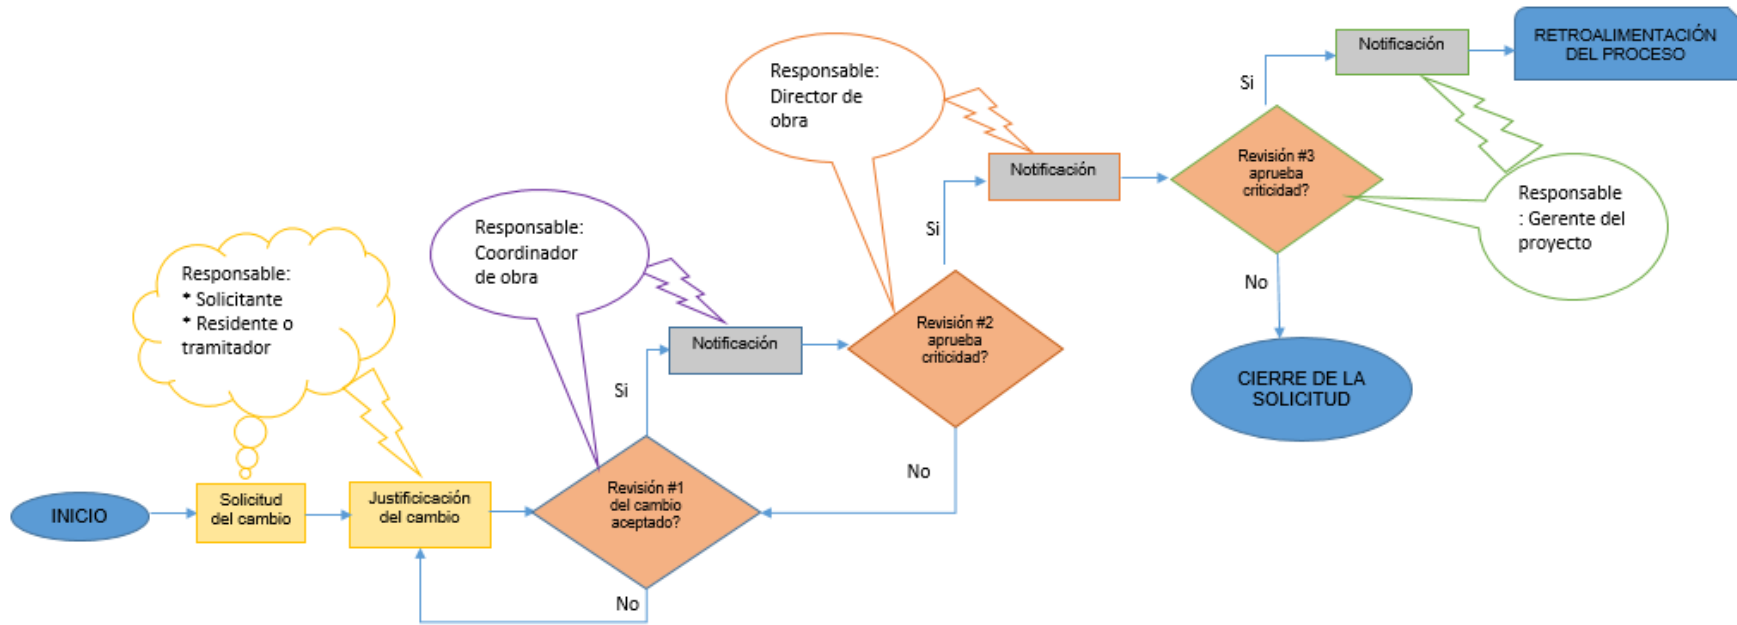 INICIO
Solicitud
del cambio
Responsable:
* Solicitante
* Residente o
tramitador
Justificicación
del cambio
Revisión #1
del cambio
aceptado?
Responsable:
Coordinador
de obra
Si
No
Notificación
Revisión #2
aprueba
criticidad?
Responsable:
Director de
obra
Si
No
Notificación
Revisión #3
aprueba
criticidad?
Responsable
: Gerente del
proyecto
Si
No
Notificación
RETROALIMENTACIÓN
DEL PROCESO
CIERRE DE LA
SOLICITUD